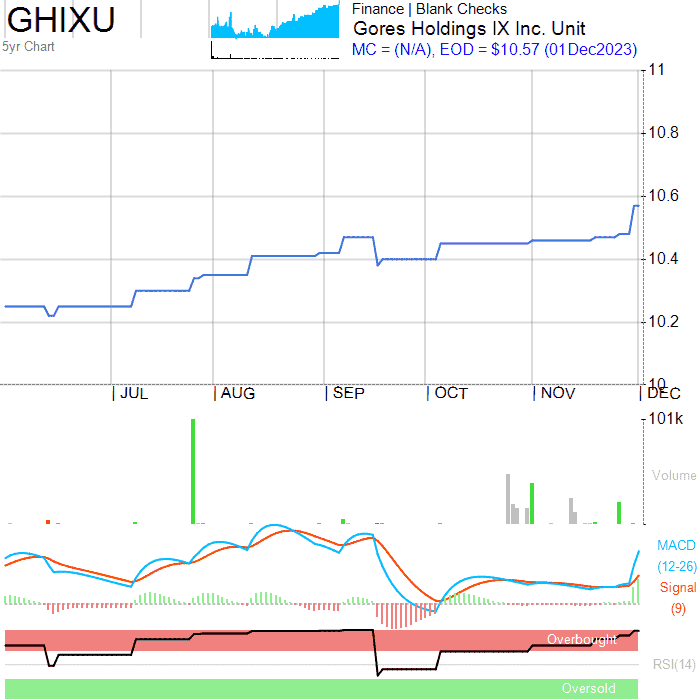 GHIXU
5yr Chart
Finance | Blank Checks
Gores Holdings IX Inc. Unit
MC = (N/A), EOD = $10.57 (01Dec2023)
11
10.8
10.6
10.4
10.2
10
JUL AUG SEP OCT NOV DEC
101k
Volume
MACD
(12-26)
Signal
(9)
Overbought
RSI(14)
Oversold